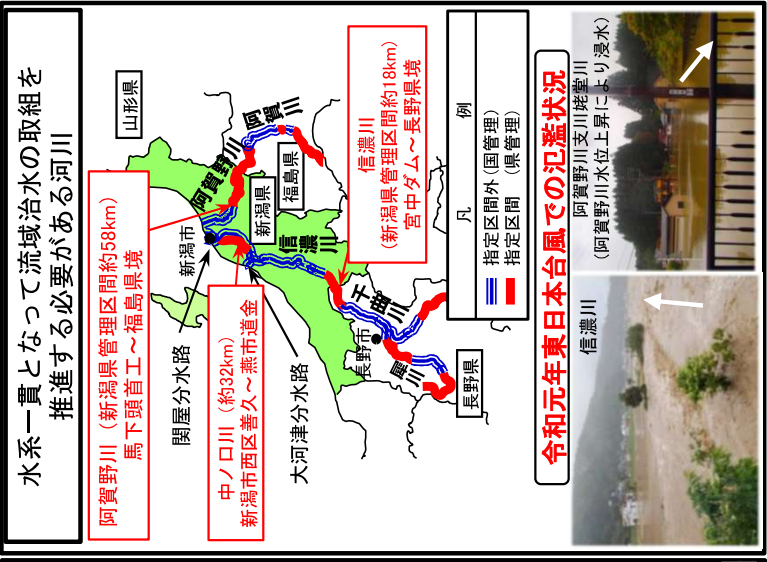 水系一貫となって流域治水の取組を
推進する必要がある河川
阿賀野川（新潟県管理区間約58km）
馬下頭首工～福島県境
山形県
関屋分水路
新潟市
阿賀野川
阿賀川
中ノ口川（約32km）
新潟市西区善久～燕市道金
新潟県
福島県
大河津分水路
信濃川
信濃川
（新潟県管理区間約18km）
宮中ダム～長野県境
千曲川
長野市
犀川
長野県
凡　例
指定区間外（国管理）
指定区間　（県管理）
令和元年東日本台風での氾濫状況
信濃川
阿賀野川支川姥堂川
（阿賀野川水位上昇により浸水）